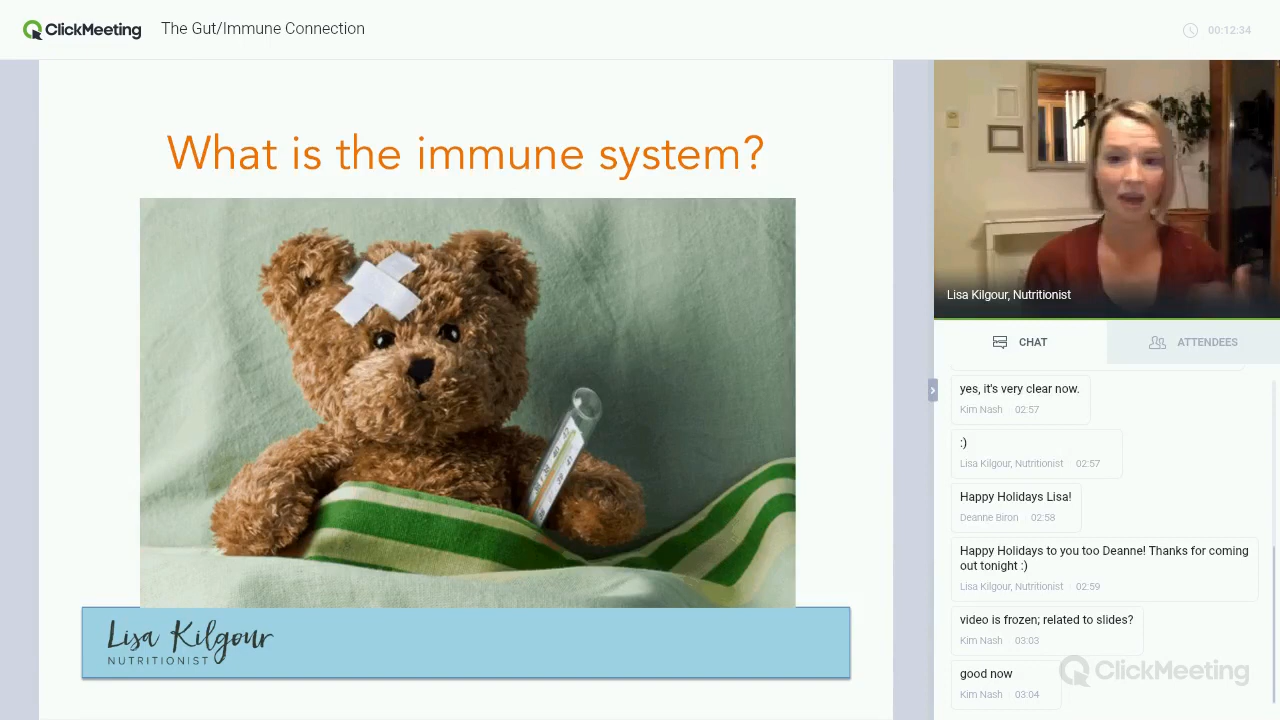 ClickMeeting
The Gut/Immune Connection
00:12:34
What is the immune system?
Lisa Kilgour
NUTRITIONIST
Lisa Kilgour, Nutritionist
CHAT
ATTENDEES
yes, it's very clear now.
Kim Nash 02:57
:)
Lisa Kilgour, Nutritionist 02:57
Happy Holidays Lisa!
Deanne Biron 02:58
Happy Holidays to you too Deanne! Thanks for coming
out tonight :)
Lisa Kilgour, Nutritionist 02:59
video is frozen; related to slides?
Kim Nash 03:03
good now
Kim Nash 03:04
ClickMeeting